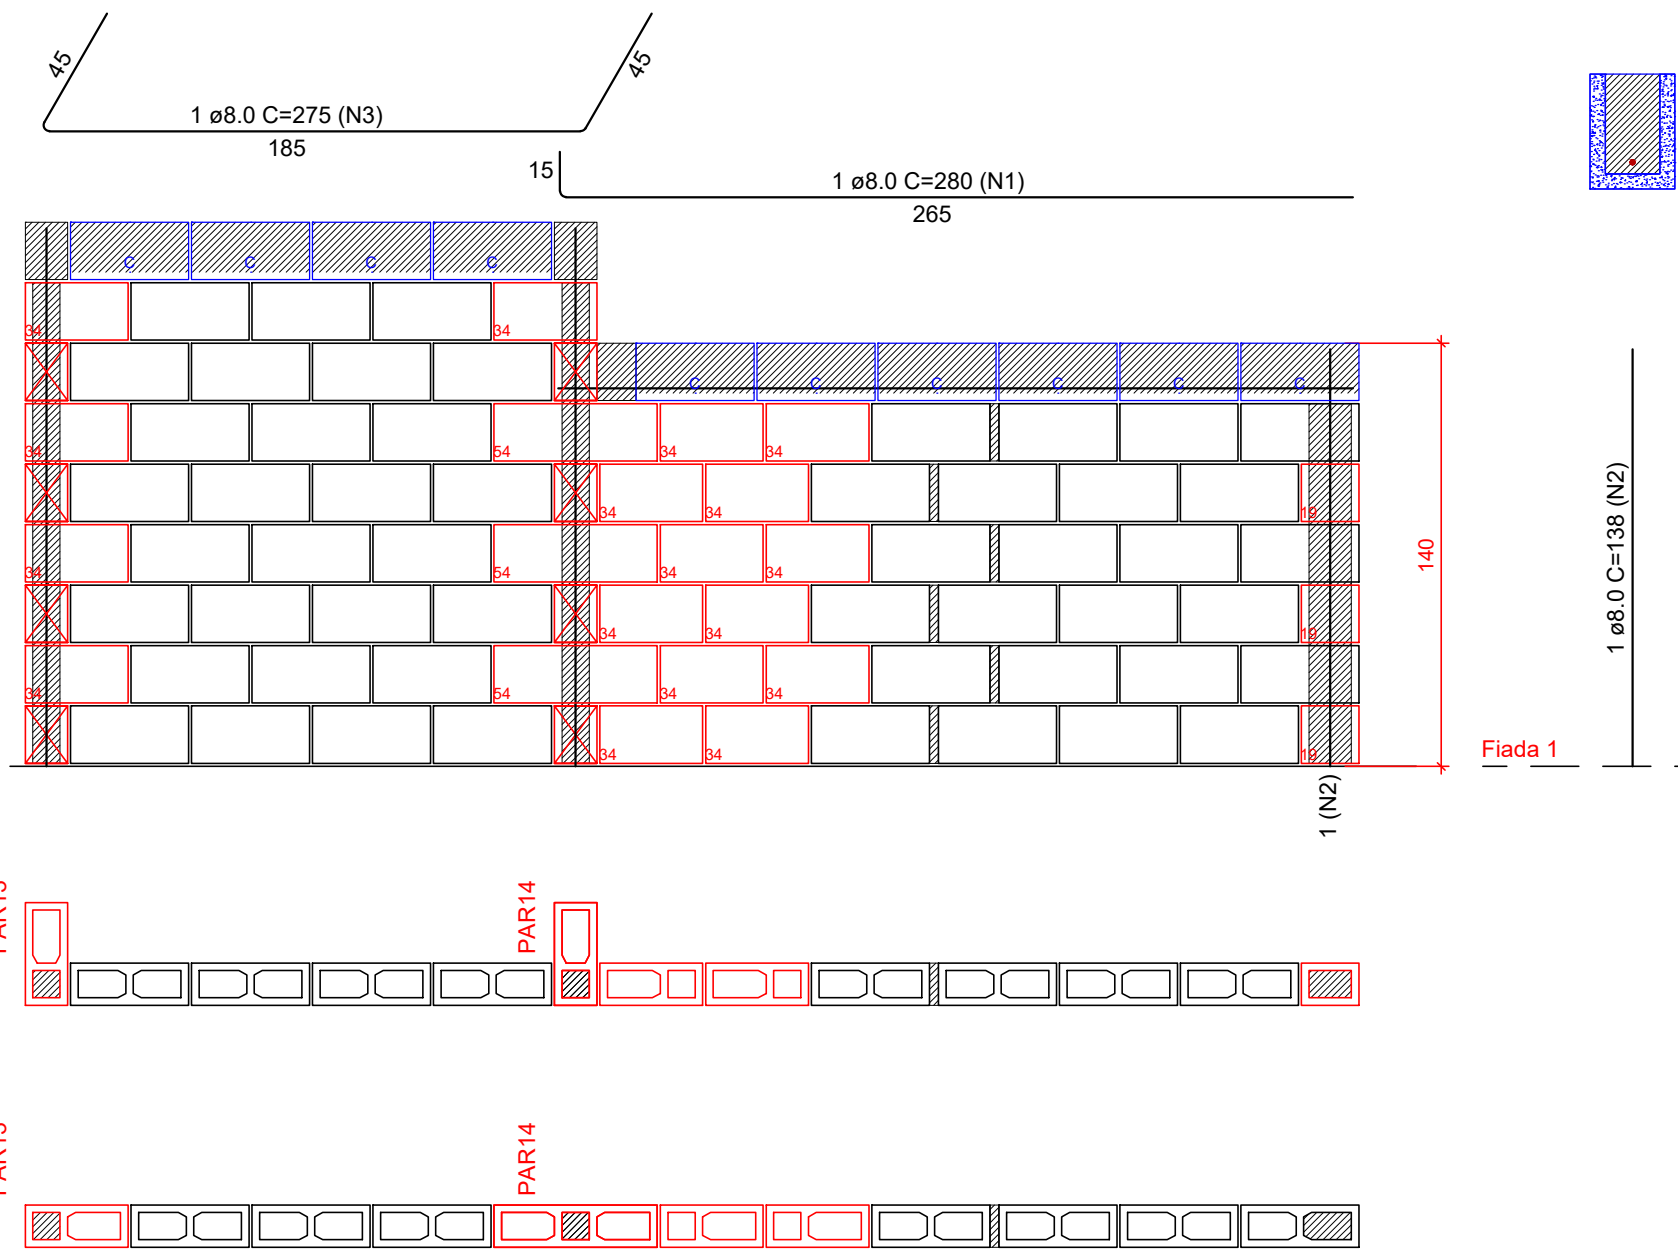 45
45
1 ø8.0 C=275 (N3)
185
15
1 ø8.0 C=280 (N1)
265
C C C C
34 34
C C C C C C
34 54 34 34
34 34 19
34 54 34 34
140
1 ø8.0 C=138 (N2)
34 34 19
34 54 34 34
34 34 19
Fiada 1
1 (N2)
PAR14
PAR14